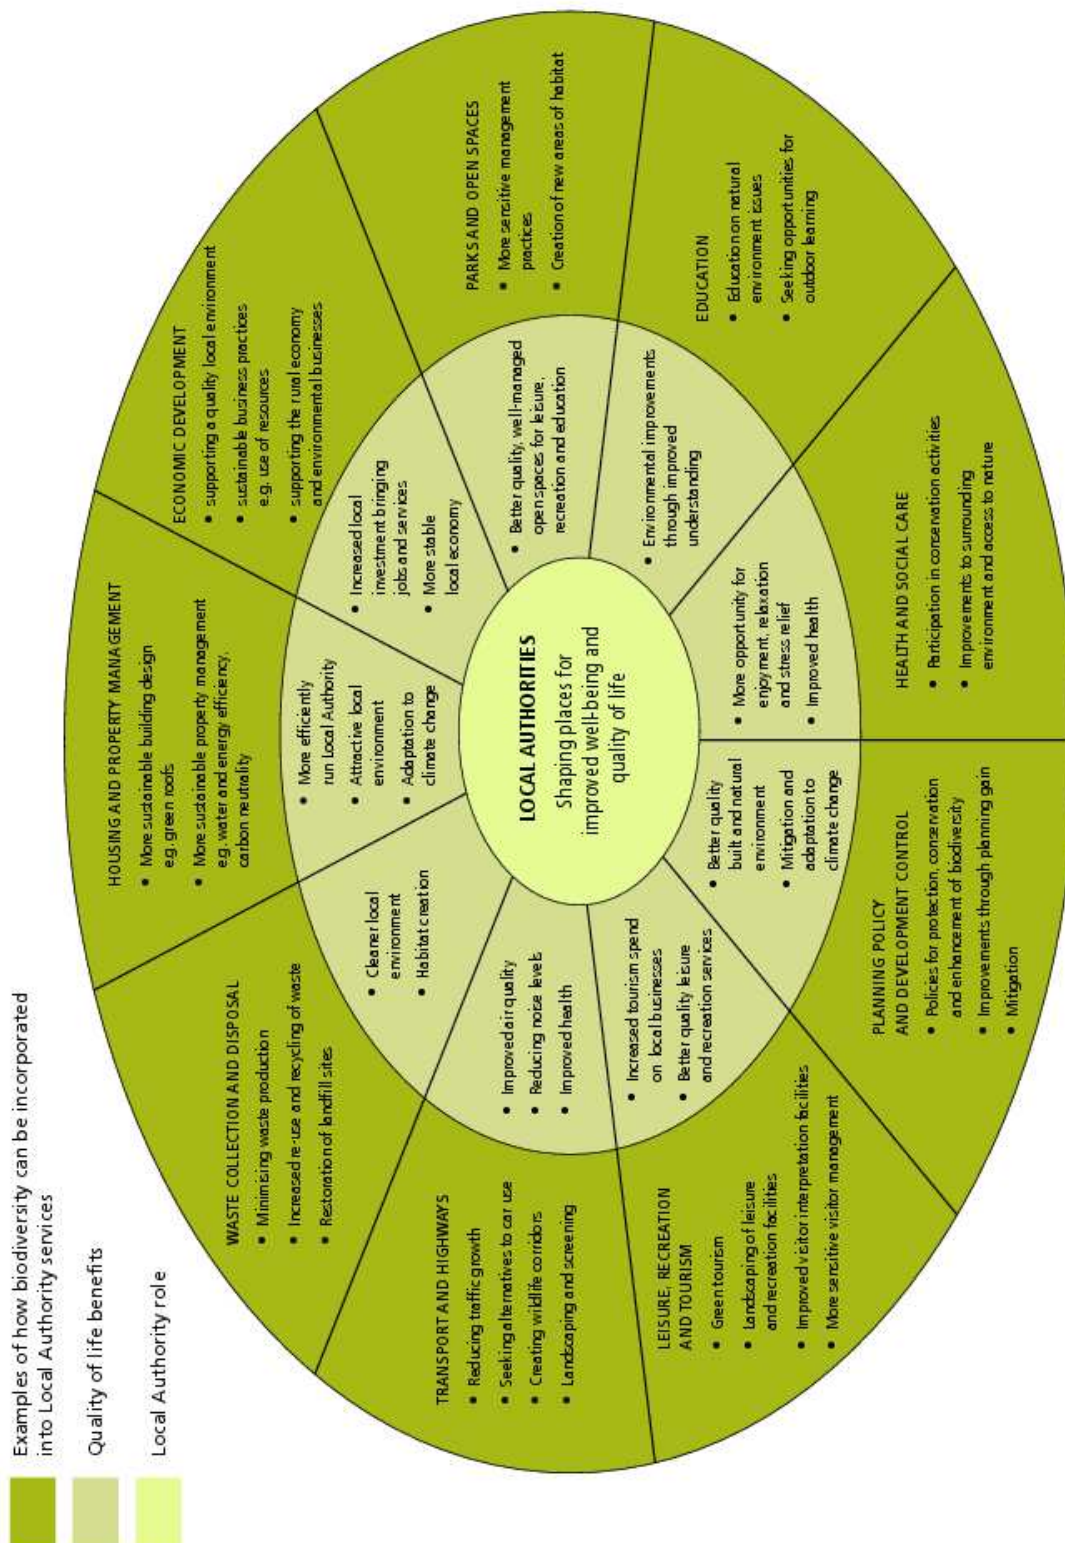 Examples of how biodiversity can be incorporated
into Local Authority services
Quality of life benefits
Local Authority role
HOUSING AND PROPERTY MANAGEMENT
• More sustainable building design
e.g. green roofs
• More sustainable property management
e.g. water and energy efficiency,
carbon neutrality
• More efficiently
run Local Authority
• Attractive local
environment
• Adaptation to
climate change
ECONOMIC DEVELOPMENT
• supporting a quality local environment
• sustainable business practices
e.g. use of resources
• supporting the rural economy
and environmental businesses
• Increased local
investment bringing
jobs and services
• More stable
local economy
PARKS AND OPEN SPACES
• More sensitive management
practices
• Creation of new areas of habitat
• Better quality, well-managed
open spaces for leisure,
recreation and education
EDUCATION
• Education on natural
environment issues
• Seeking opportunities for
outdoor learning
• Environmental improvements
through improved
understanding
HEALTH AND SOCIAL CARE
• Participation in conservation activities
• Improvements to surrounding
environment and access to nature
• More opportunity for
enjoyment, relaxation
and stress relief
• Improved health
PLANNING POLICY
AND DEVELOPMENT CONTROL
• Policies for protection, conservation
and enhancement of biodiversity
• Improvements through planning gain
• Mitigation
• Better quality
built and natural
environment
• Mitigation and
adaptation to
climate change
LEISURE, RECREATION
AND TOURISM
• Green tourism
• Landscaping of leisure
and recreation facilities
• Improved visitor interpretation facilities
• More sensitive visitor management
• Increased tourism spend
on local businesses
• Better quality leisure
and recreation services
TRANSPORT AND HIGHWAYS
• Reducing traffic growth
• Seeking alternatives to car use
• Creating wildlife corridors
• Landscaping and screening
• Improved air quality
• Reducing noise levels
• Improved health
WASTE COLLECTION AND DISPOSAL
• Minimising waste production
• Increased re-use and recycling of waste
• Restoration of landfill sites
• Cleaner local
environment
• Habitat creation
LOCAL AUTHORITIES
Shaping places for
improved well-being and
quality of life